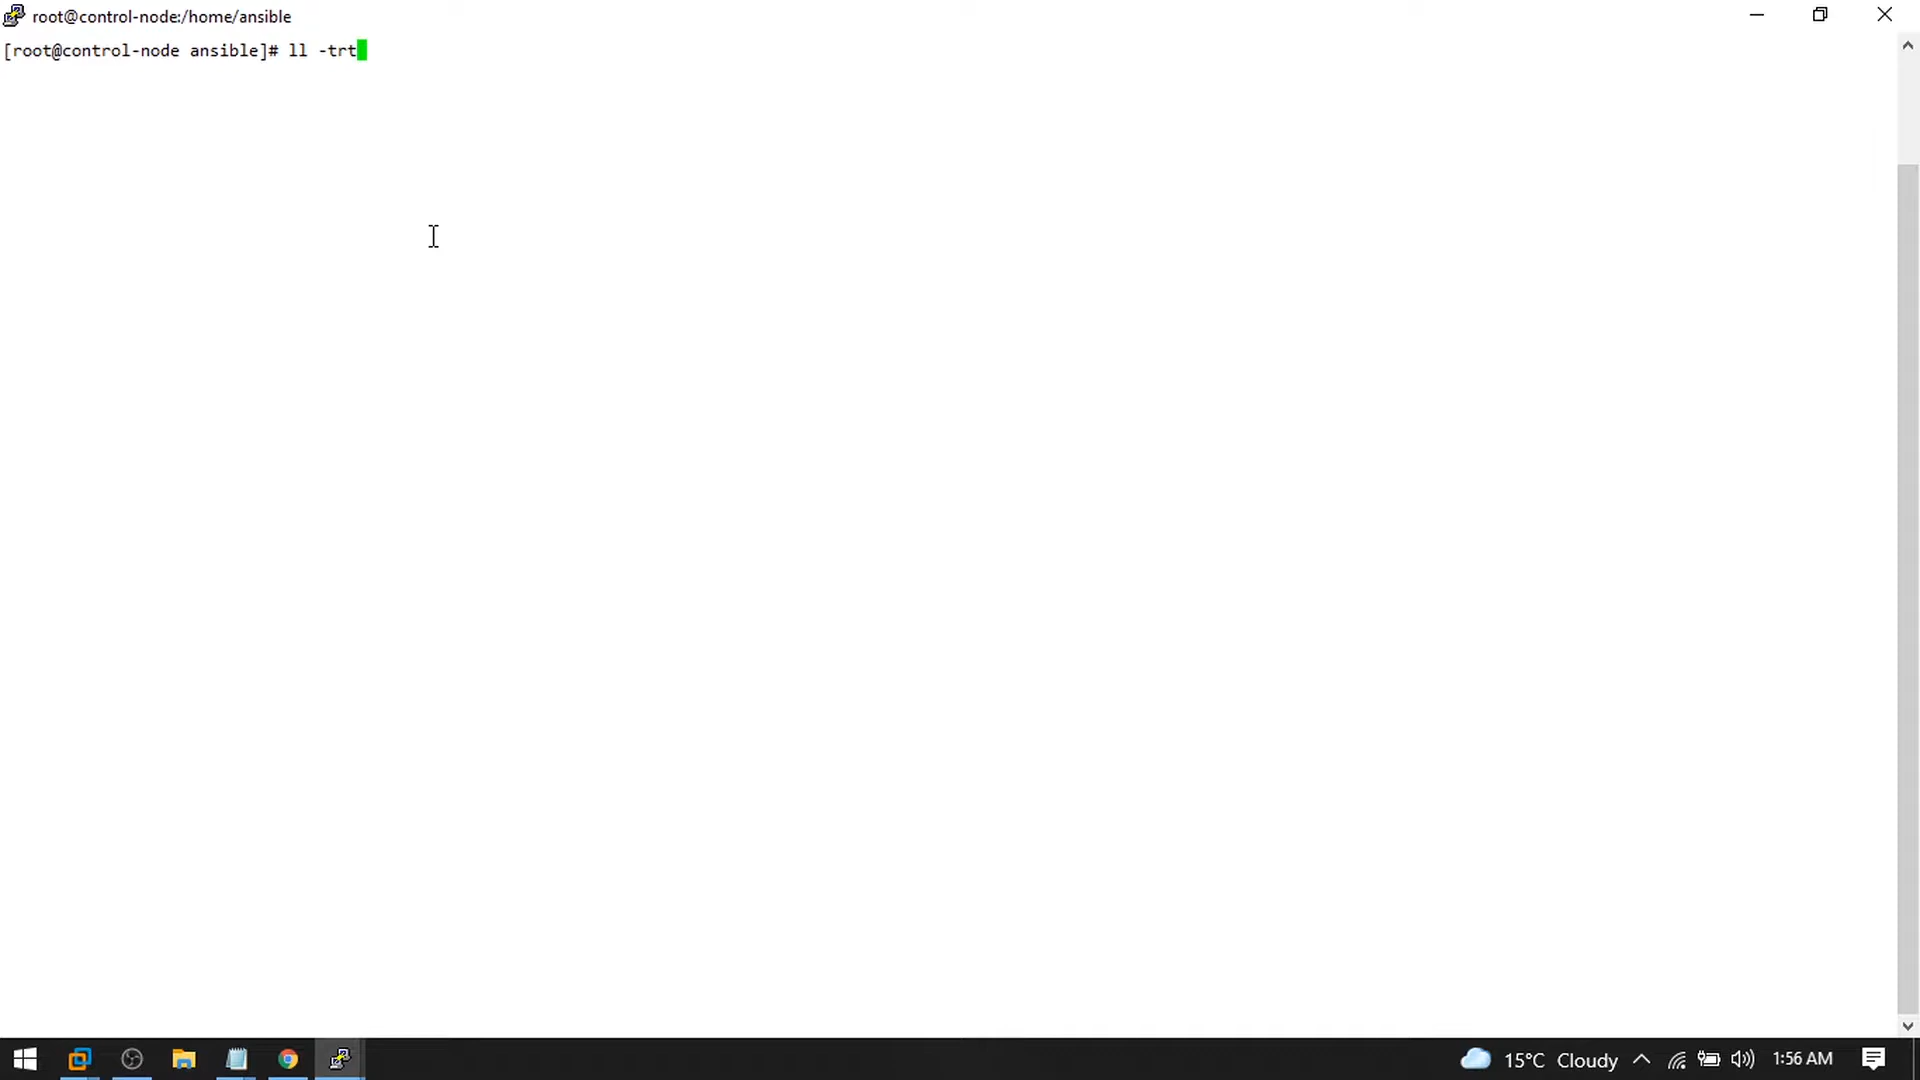 root@control-node:/home/ansible
[root@control-node ansible]# ll -trt
15°C Cloudy
1:56 AM